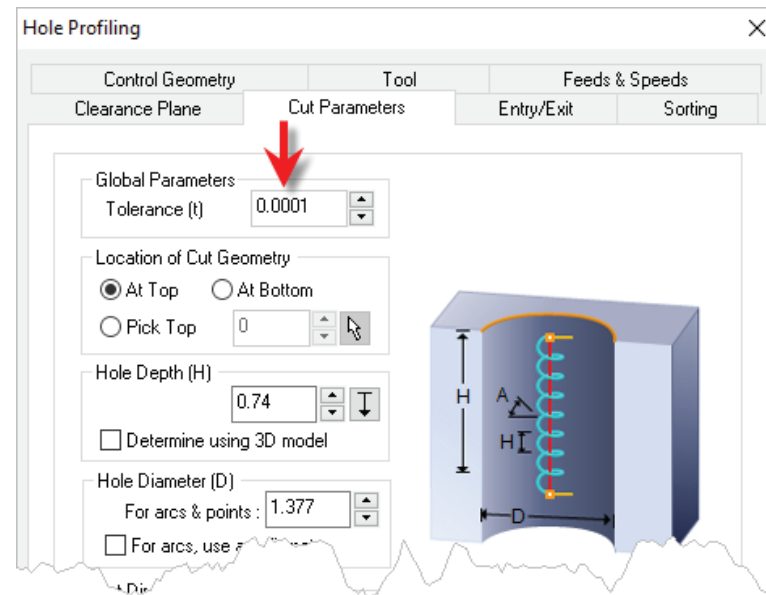 Hole Profiling
Control Geometry Tool Feeds & Speeds
Clearance Plane Cut Parameters Entry/Exit Sorting
Global Parameters
Tolerance (t) 0.0001
Location of Cut Geometry
At Top At Bottom
Pick Top 0
Hole Depth (H)
0.74
Determine using 3D model
Hole Diameter (D)
For arcs & points : 1.377
For arcs, use
H
A
H
D